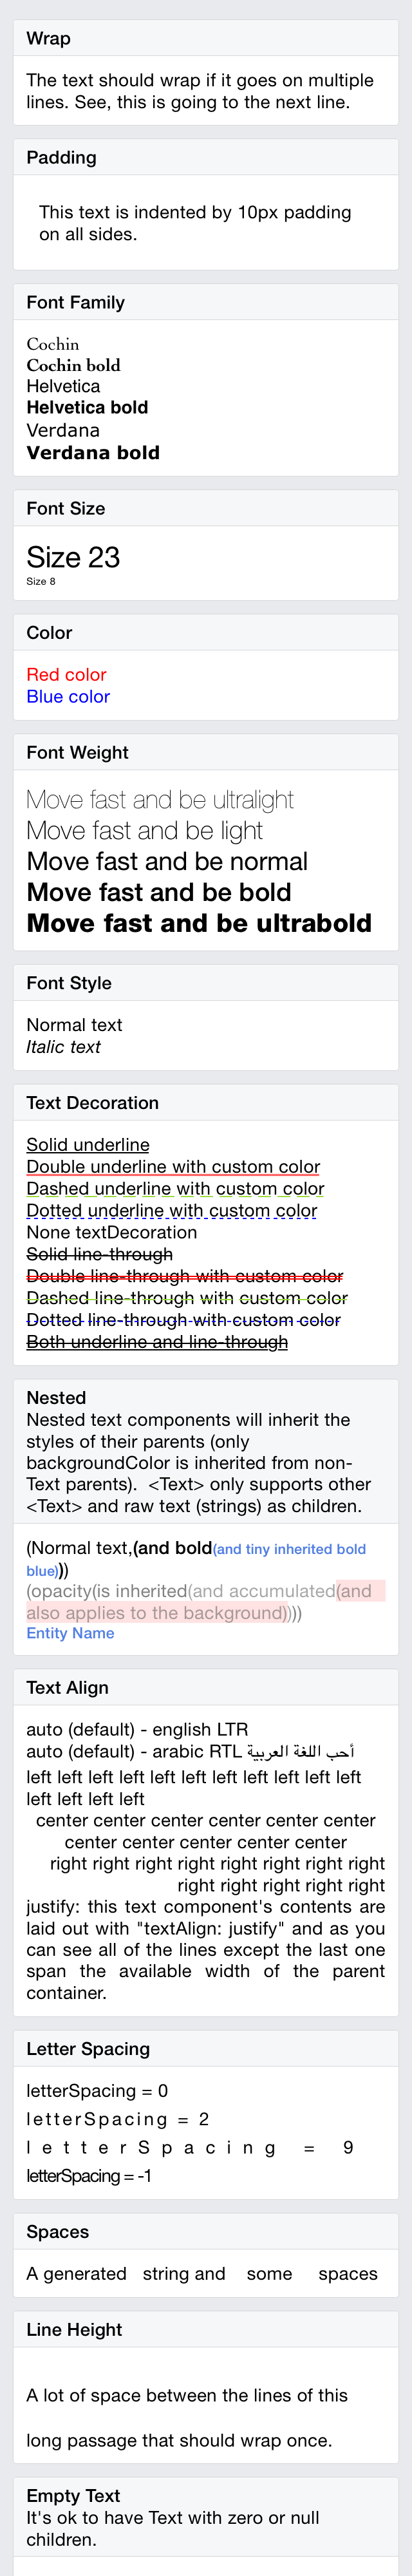 Wrap
The text should wrap if it goes on multiple
lines. See, this is going to the next line.
Padding
This text is indented by 10px padding
on all sides.
Font Family
Cochin
Cochin bold
Helvetica
Helvetica bold
Verdana
Verdana bold
Font Size
Size 23
Size 8
Color
Red color
Blue color
Font Weight
Move fast and be ultralight
Move fast and be light
Move fast and be normal
Move fast and be bold
Move fast and be ultrabold
Font Style
Normal text
Italic text
Text Decoration
Solid underline
Double underline with custom color
Dashed underline with custom color
Dotted underline with custom color
None textDecoration
Solid line-through
Double line-through with custom color
Dashed line-through with custom color
Dotted line-through with custom color
Both underline and line-through
Nested
Nested text components will inherit the
styles of their parents (only
backgroundColor is inherited from non-
Text parents).  <Text> only supports other
<Text> and raw text (strings) as children.
(Normal text,(and bold(and tiny inherited bold
blue)))
(opacity(is inherited(and accumulated(and
also applies to the background))))
Entity Name
Text Align
auto (default) - english LTR
auto (default) - arabic RTL أحب اللغة العربية
left left left left left left left left left left left
left left left left
center center center center center center
center center center center center
right right right right right right right right
right right right right right
justify: this text component's contents are
laid out with "textAlign: justify" and as you
can see all of the lines except the last one
span the available width of the parent
container.
Letter Spacing
letterSpacing = 0
letterSpacing = 2
letterSpacing = 9
letterSpacing = -1
Spaces
A generated   string and    some     spaces
Line Height
A lot of space between the lines of this
long passage that should wrap once.
Empty Text
It's ok to have Text with zero or null
children.